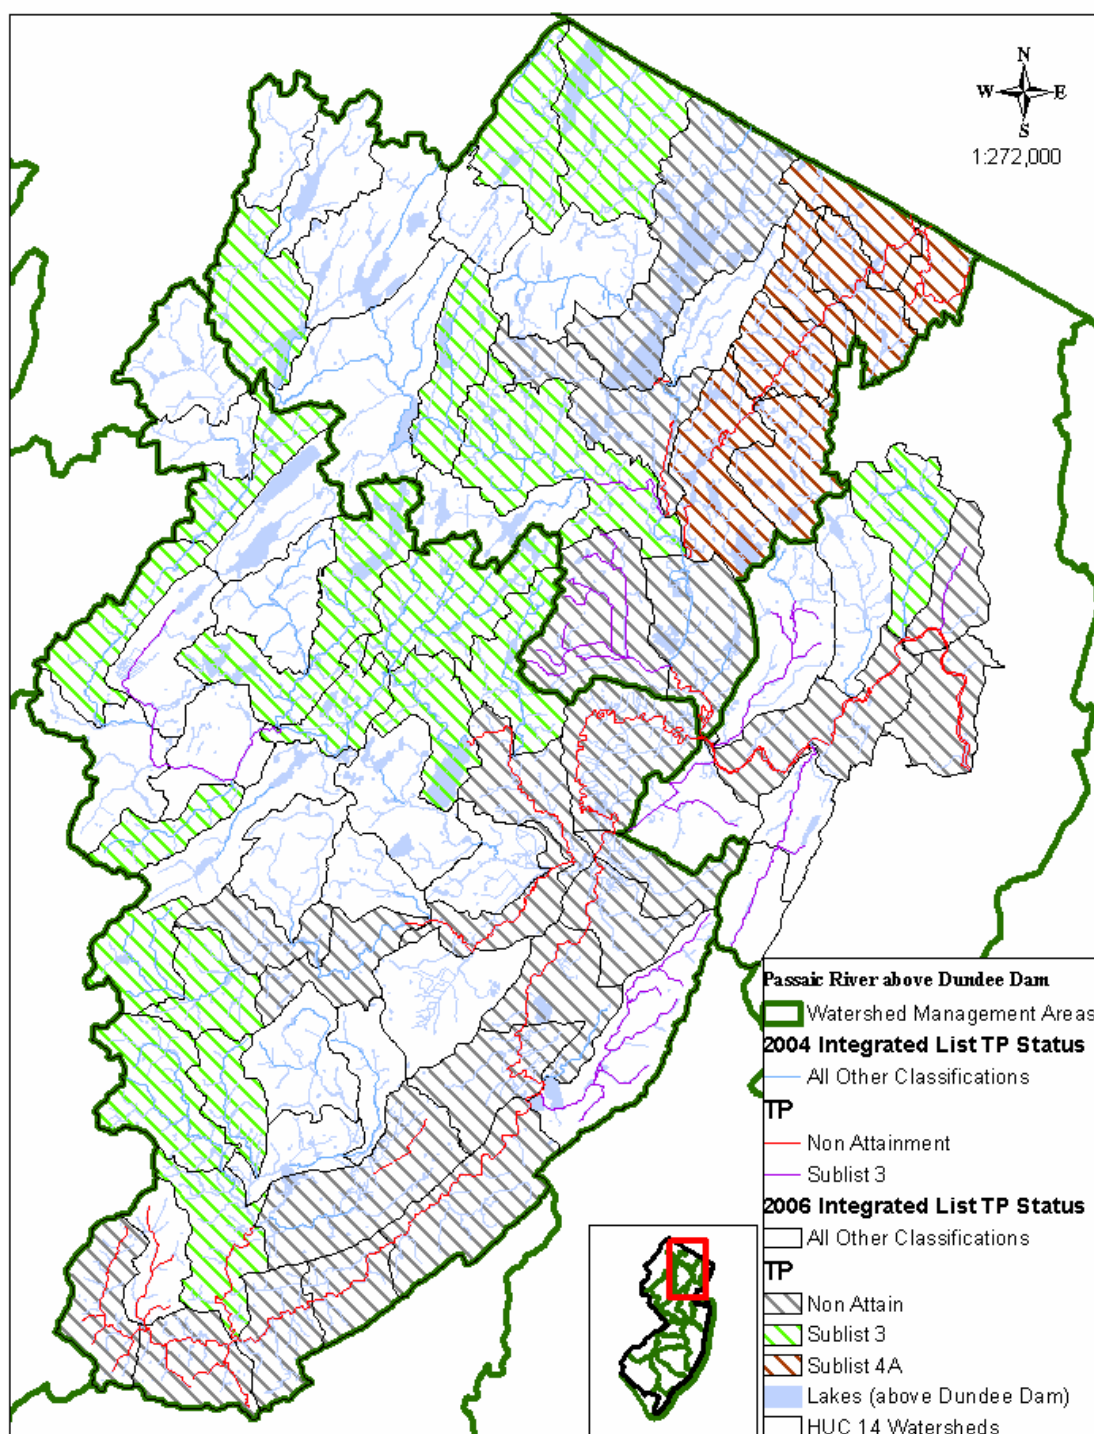 N
W E
S
1:272,000
Passaic River above Dundee Dam
Watershed Management Areas
2004 Integrated List TP Status
All Other Classifications
TP
Non Attainment
Sublist 3
2006 Integrated List TP Status
All Other Classifications
TP
Non Attain
Sublist 3
Sublist 4A
Lakes (above Dundee Dam)
HUC 14 Watersheds